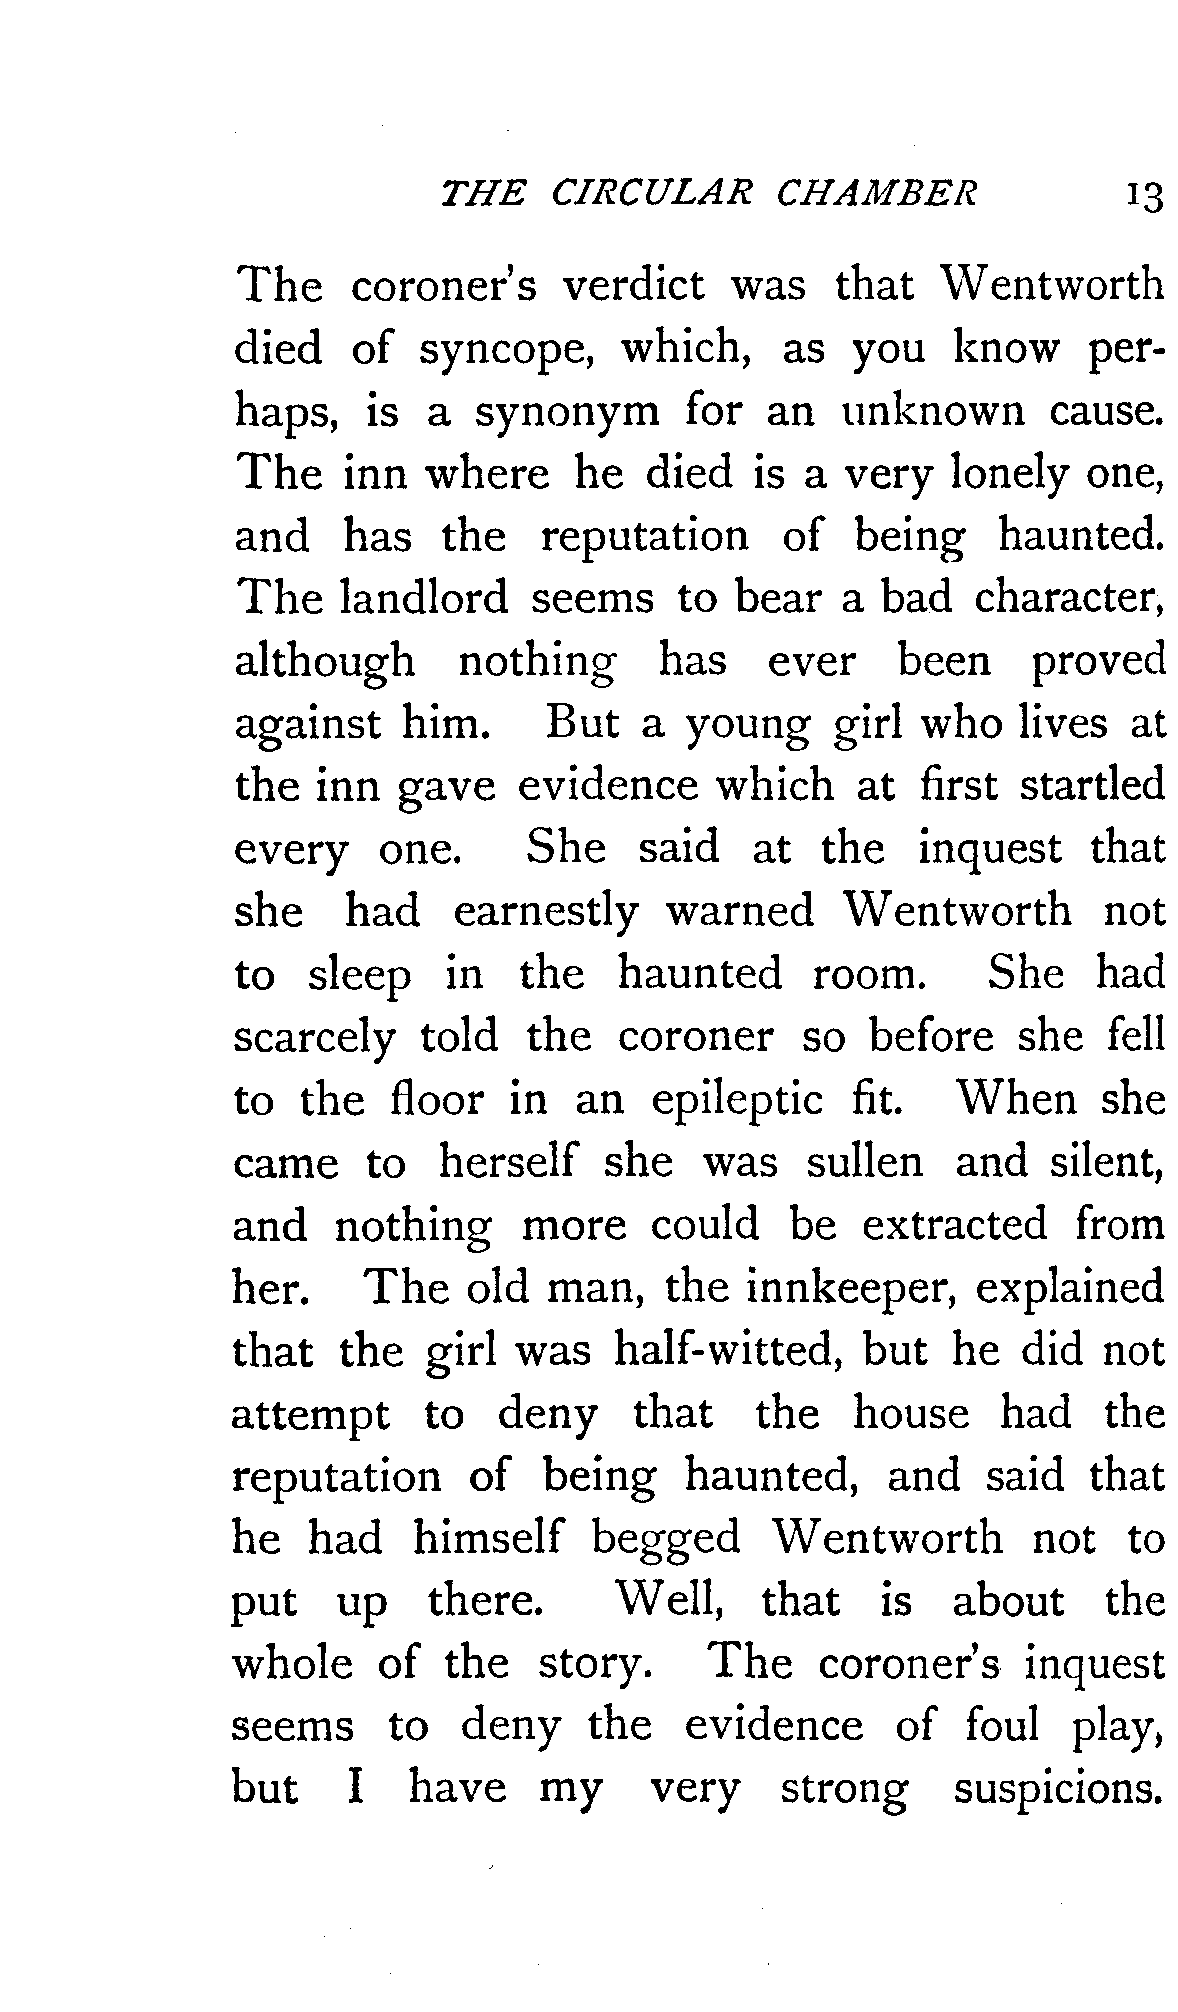 THE CIRCULAR CHAMBER 13
The coroner's verdict was that Wentworth
died of syncope, which, as you know per-
haps, is a synonym for an unknown cause.
The inn where he died is a very lonely one,
and has the reputation of being haunted.
The landlord seems to bear a bad character,
although nothing has ever been proved
against him. But a young girl who lives at
the inn gave evidence which at first startled
every one. She said at the inquest that
she had earnestly warned Wentworth not
to sleep in the haunted room. She had
scarcely told the coroner so before she fell
to the floor in an epileptic fit. When she
came to herself she was sullen and silent,
and nothing more could be extracted from
her. The old man, the innkeeper, explained
that the girl was half-witted, but he did not
attempt to deny that the house had the
reputation of being haunted, and said that
he had himself begged Wentworth not to
put up there. Well, that is about the
whole of the story. The coroner's inquest
seems to deny the evidence of foul play,
but I have my very strong suspicions.